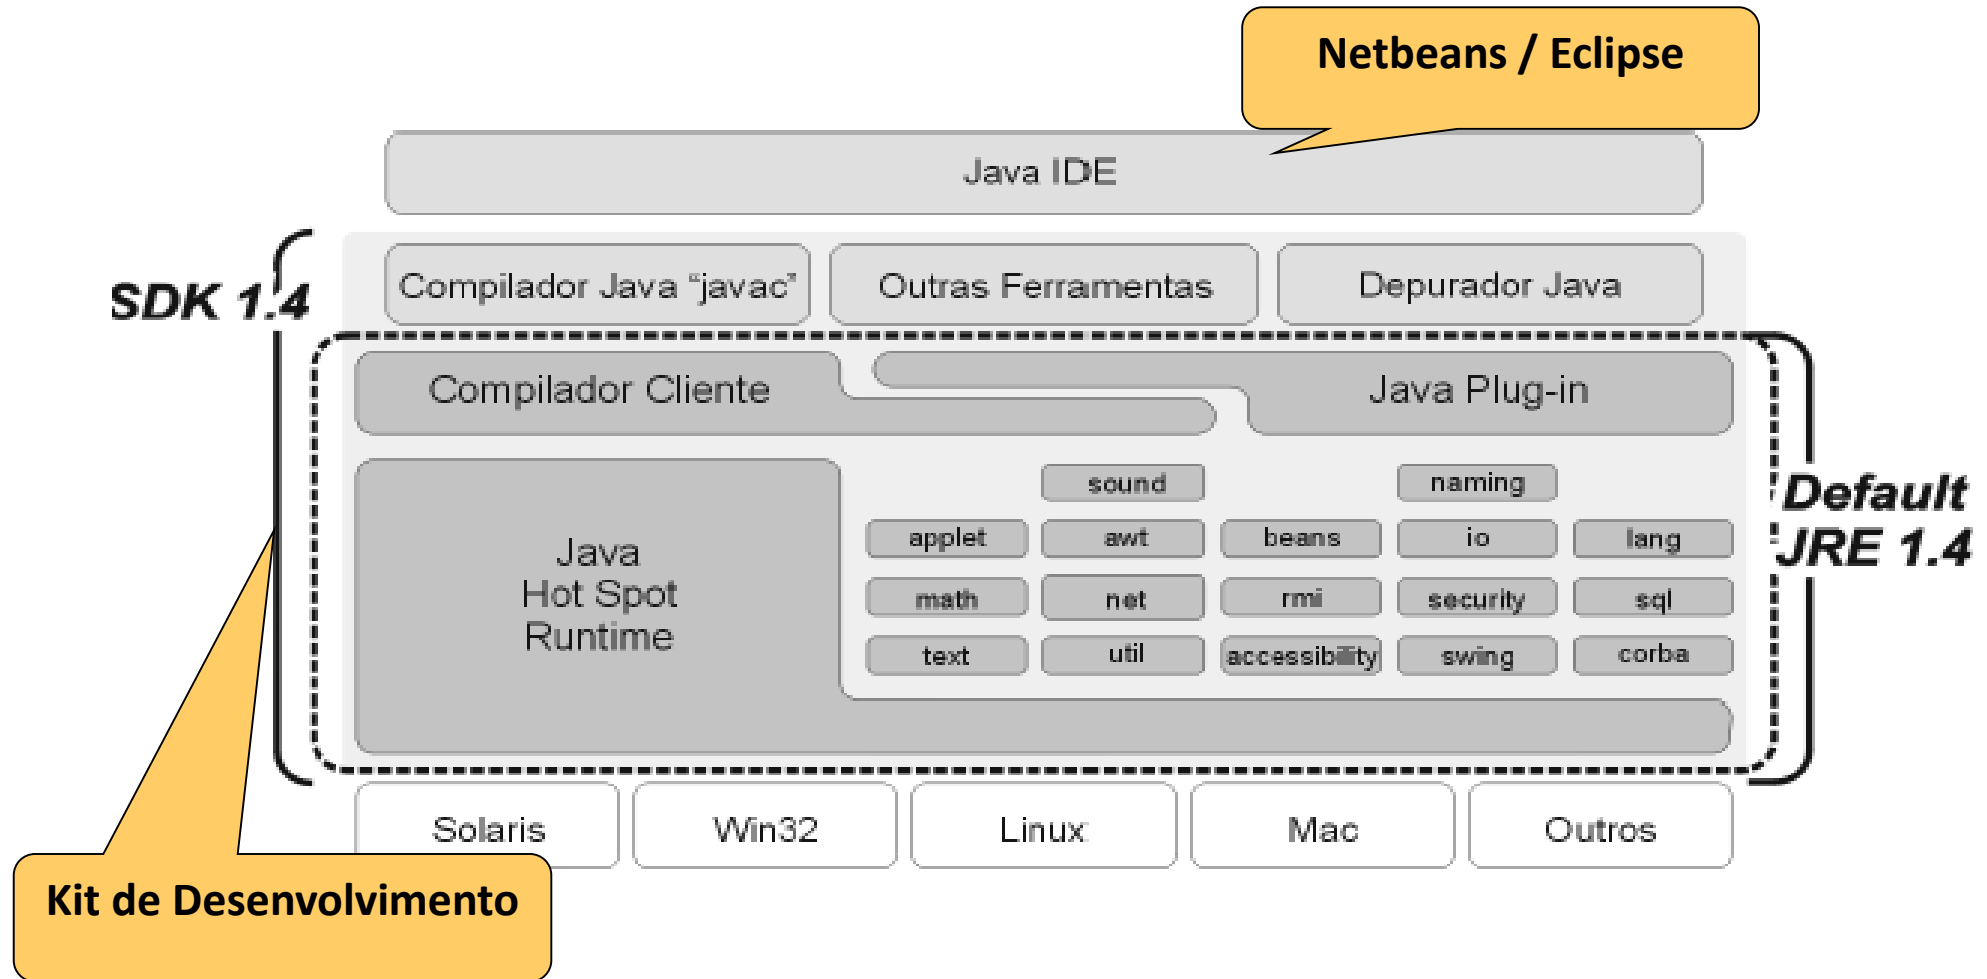 Netbeans / Eclipse
Java IDE
SDK 1.4
Compilador Java “javac”
Outras Ferramentas
Depurador Java
Compilador Cliente
Java Plug-in
Default
JRE 1.4
Java
Hot Spot
Runtime
sound
naming
applet
awt
beans
io
lang
math
net
rmi
security
sql
text
util
accessibility
swing
corba
Solaris
Win32
Linux
Mac
Outros
Kit de Desenvolvimento